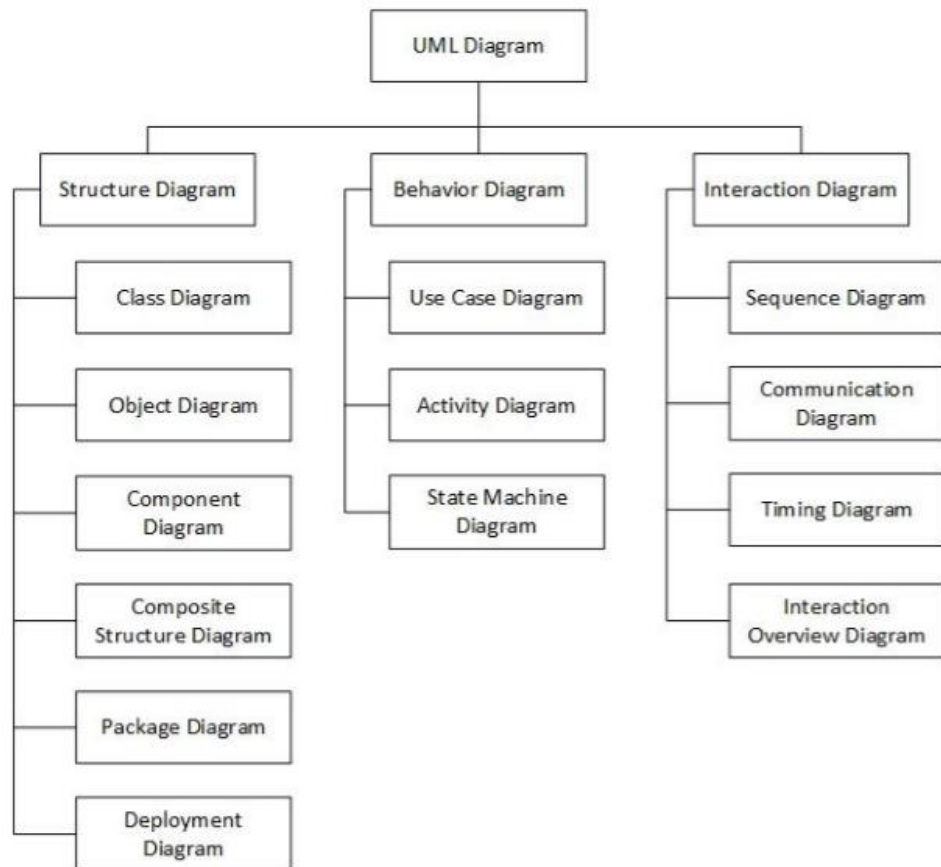 UML Diagram
Structure Diagram
Behavior Diagram
Interaction Diagram
Class Diagram
Use Case Diagram
Sequence Diagram
Object Diagram
Activity Diagram
Communication
Diagram
Component
Diagram
State Machine
Diagram
Timing Diagram
Composite
Structure Diagram
Interaction
Overview Diagram
Package Diagram
Deployment
Diagram